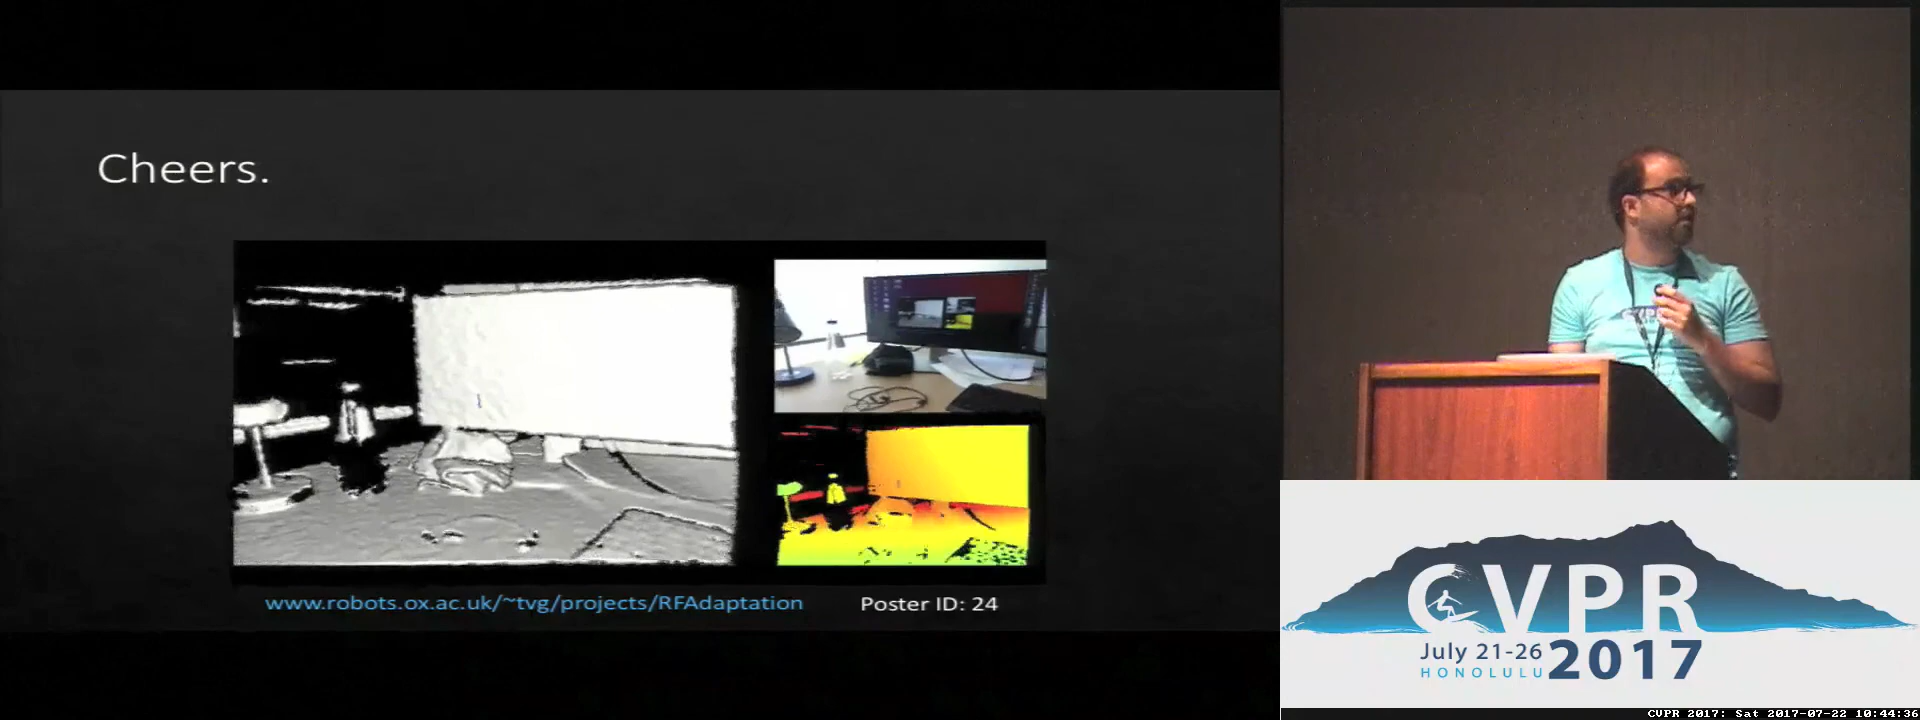 Cheers.
www.robots.ox.ac.uk/~tvg/projects/RFAdaptation
Poster ID: 24
CVPR
CVPR
July 21-26
HONOLULU
2017
CVPR 2017: Sat 2017-07-22 10:44:36